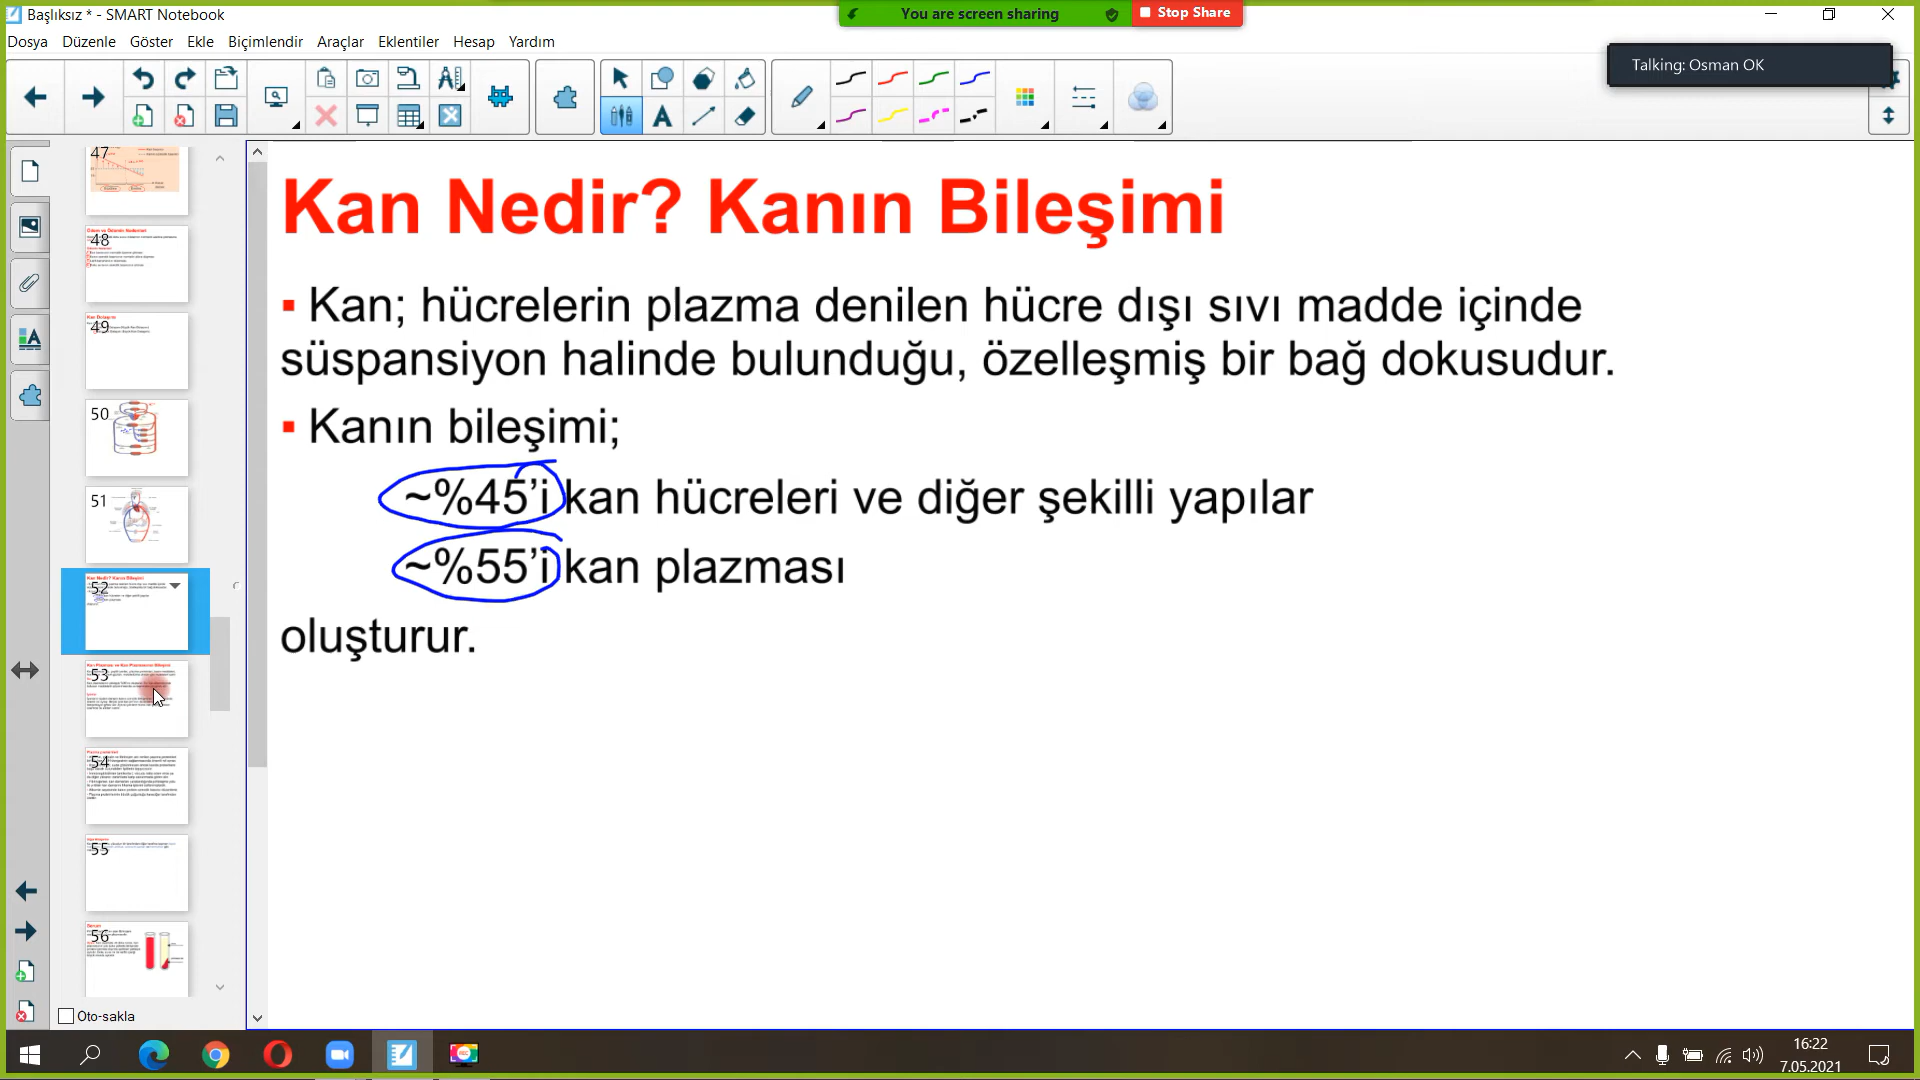 Başlıksız * - SMART Notebook
You are screen sharing
Stop Share
Dosya Düzenle Göster Ekle Biçimlendir Araçlar Eklentiler Hesap Yardım
Talking: Osman OK
47
48
49
50
51
52
53
54
55
56
Oto-sakla
Kan Nedir? Kanın Bileşimi
▪ Kan; hücrelerin plazma denilen hücre dışı sıvı madde içinde
süspansiyon halinde bulunduğu, özelleşmiş bir bağ dokusudur.
▪ Kanın bileşimi;
~%45’i kan hücreleri ve diğer şekilli yapılar
~%55’i kan plazması
oluşturur.
16:22
7.05.2021